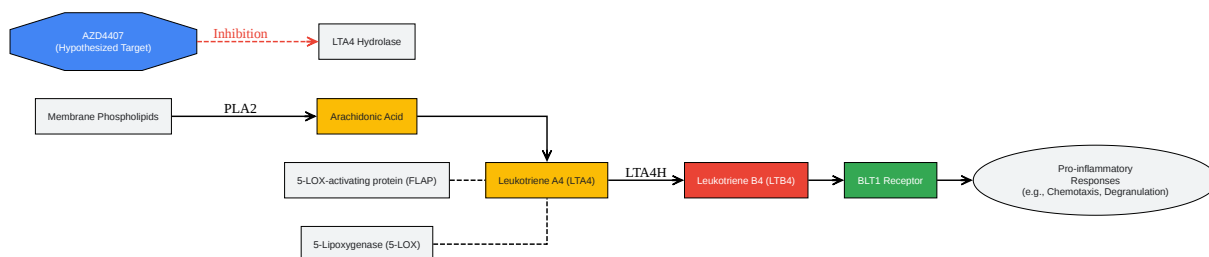 AZD4407
(Hypothesized Target)
Inhibition
LTA4 Hydrolase
Membrane Phospholipids
PLA2
Arachidonic Acid
5-LOX-activating protein (FLAP)
Leukotriene A4 (LTA4)
LTA4H
Leukotriene B4 (LTB4)
BLT1 Receptor
Pro-inflammatory
Responses
(e.g., Chemotaxis, Degranulation)
5-Lipoxygenase (5-LOX)